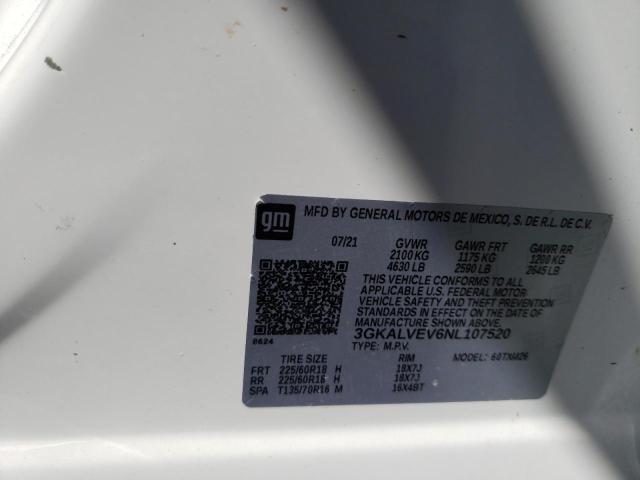 gm MFD BY GENERAL MOTORS DE MEXICO, S. DE R.L. DE C.V.
07/21 GVWR GAWR FRT GAWR RR
2100 KG 1175 KG 1200 KG
4630 LB 2590 LB 2645 LB
THIS VEHICLE CONFORMS TO ALL
APPLICABLE U.S. FEDERAL MOTOR
VEHICLE SAFETY AND THEFT PREVENTION
STANDARDS IN EFFECT ON THE DATE OF
MANUFACTURE SHOWN ABOVE.
0624 3GKALVEV6NL107520
TYPE: M.P.V. MODEL: 6DTXM26
TIRE SIZE RIM
FRT 225/60R18 H 18X7J
RR 225/60R18 H 18X7J
SPA T135/70R16 M 16X4BT